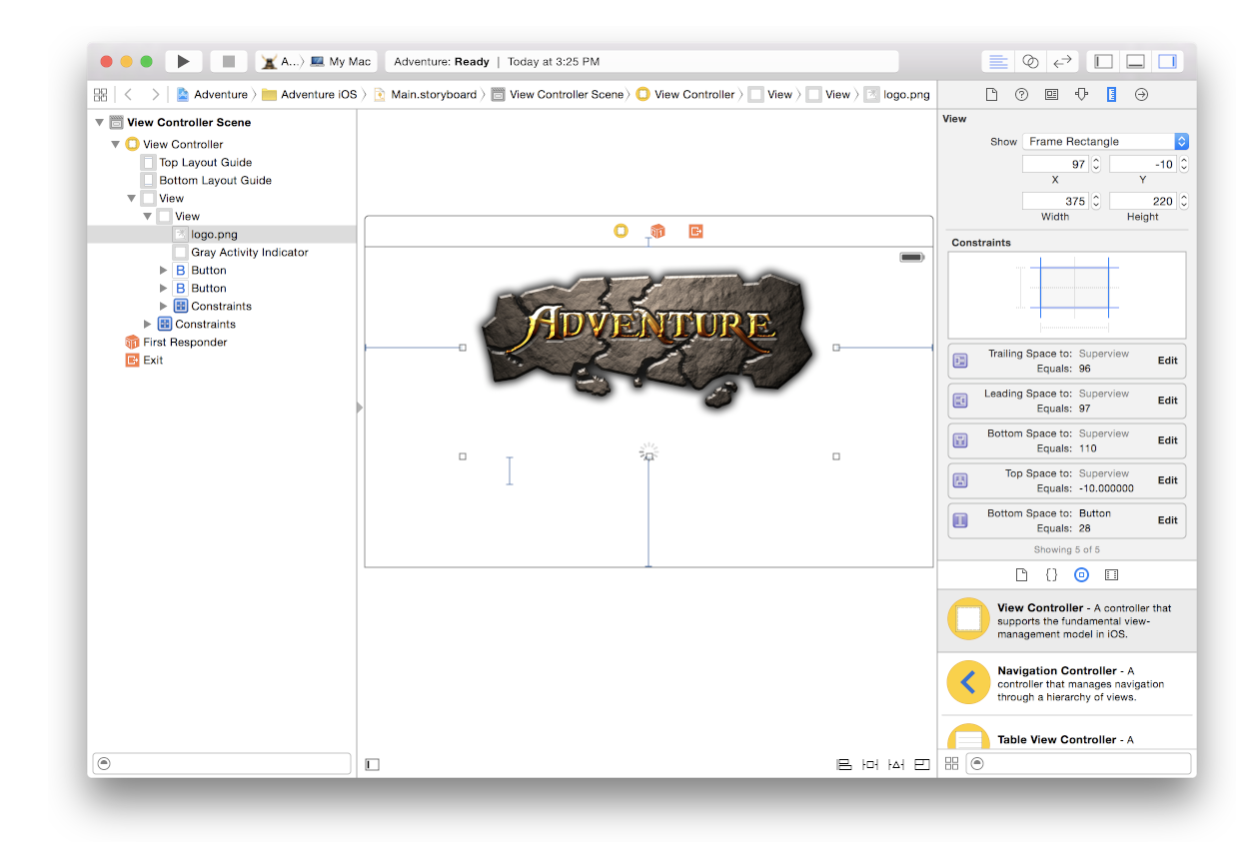 A...⟩ My Mac
Adventure: Ready | Today at 3:25 PM
Adventure ⟩ Adventure iOS ⟩ Main.storyboard ⟩ View Controller Scene ⟩ View Controller ⟩ View ⟩ View ⟩ logo.png
View Controller Scene
View Controller
Top Layout Guide
Bottom Layout Guide
View
View
logo.png
Gray Activity Indicator
B Button
B Button
Constraints
Constraints
First Responder
Exit
ADVENTURE
View
Show Frame Rectangle
97 -10
X Y
375 220
Width Height
Constraints
Trailing Space to: Superview
Equals: 96
Edit
Leading Space to: Superview
Equals: 97
Edit
Bottom Space to: Superview
Equals: 110
Edit
Top Space to: Superview
Equals: -10.000000
Edit
Bottom Space to: Button
Equals: 28
Edit
Showing 5 of 5
{}
View Controller - A controller that
supports the fundamental view-
management model in iOS.
Navigation Controller - A
controller that manages navigation
through a hierarchy of views.
Table View Controller - A